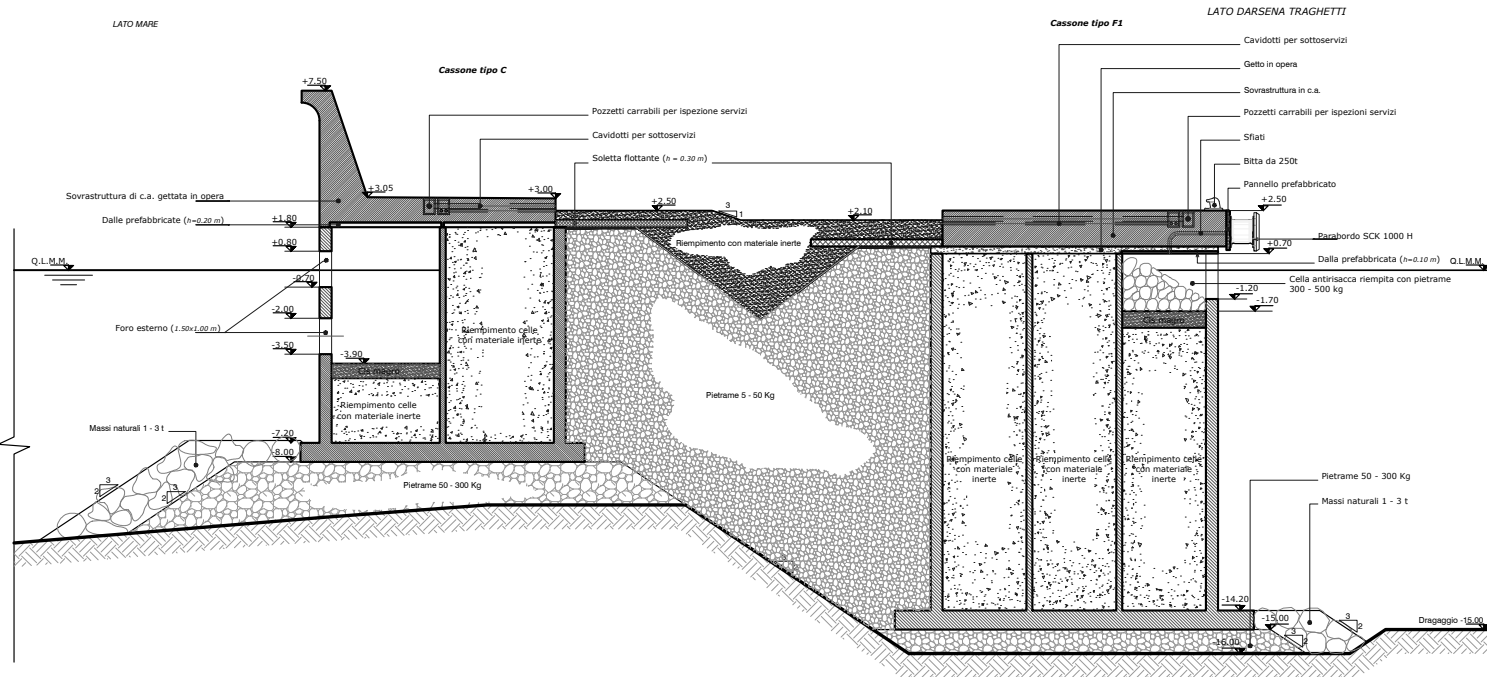 LATO MARE
LATO DARSENA TRAGHETTI
Cassone tipo C
Cassone tipo F1
+7.50
Pozzetti carrabili per ispezione servizi
Cavidotti per sottoservizi
Soletta flottante (h = 0.30 m)
Cavidotti per sottoservizi
Getto in opera
Sovrastruttura in c.a.
Pozzetti carrabili per ispezioni servizi
Sfiati
Bitta da 250t
Pannello prefabbricato
+2.50
Parabordo SCK 1000 H
+0.70
Dalla prefabbricata (h=0.10 m)
Q.L.M.M.
Cella antirisacca riempita con pietrame
300 - 500 kg
-1.20
-1.70
Sovrastruttura di c.a. gettata in opera
Dalle prefabbricate (h=0.20 m)
+3.05
+3.00
+2.50
3
1
+2.10
+1.80
+0.80
Q.L.M.M.
-0.70
-2.00
Foro esterno (1.50x1.00 m)
-3.50
-3.90
Cls magro
Riempimento celle
con materiale inerte
Riempimento celle
con materiale inerte
Riempimento con materiale inerte
Pietrame 5 - 50 Kg
Cls magro
Massi naturali 1 - 3 t
-7.20
-8.00
3
2
3
2
Pietrame 50 - 300 Kg
Riempimento celle
con materiale
inerte
Riempimento celle
con materiale
inerte
Riempimento celle
con materiale
inerte
Pietrame 50 - 300 Kg
Massi naturali 1 - 3 t
-14.20
-15.00
-16.00
3
2
3
2
Dragaggio -15.00